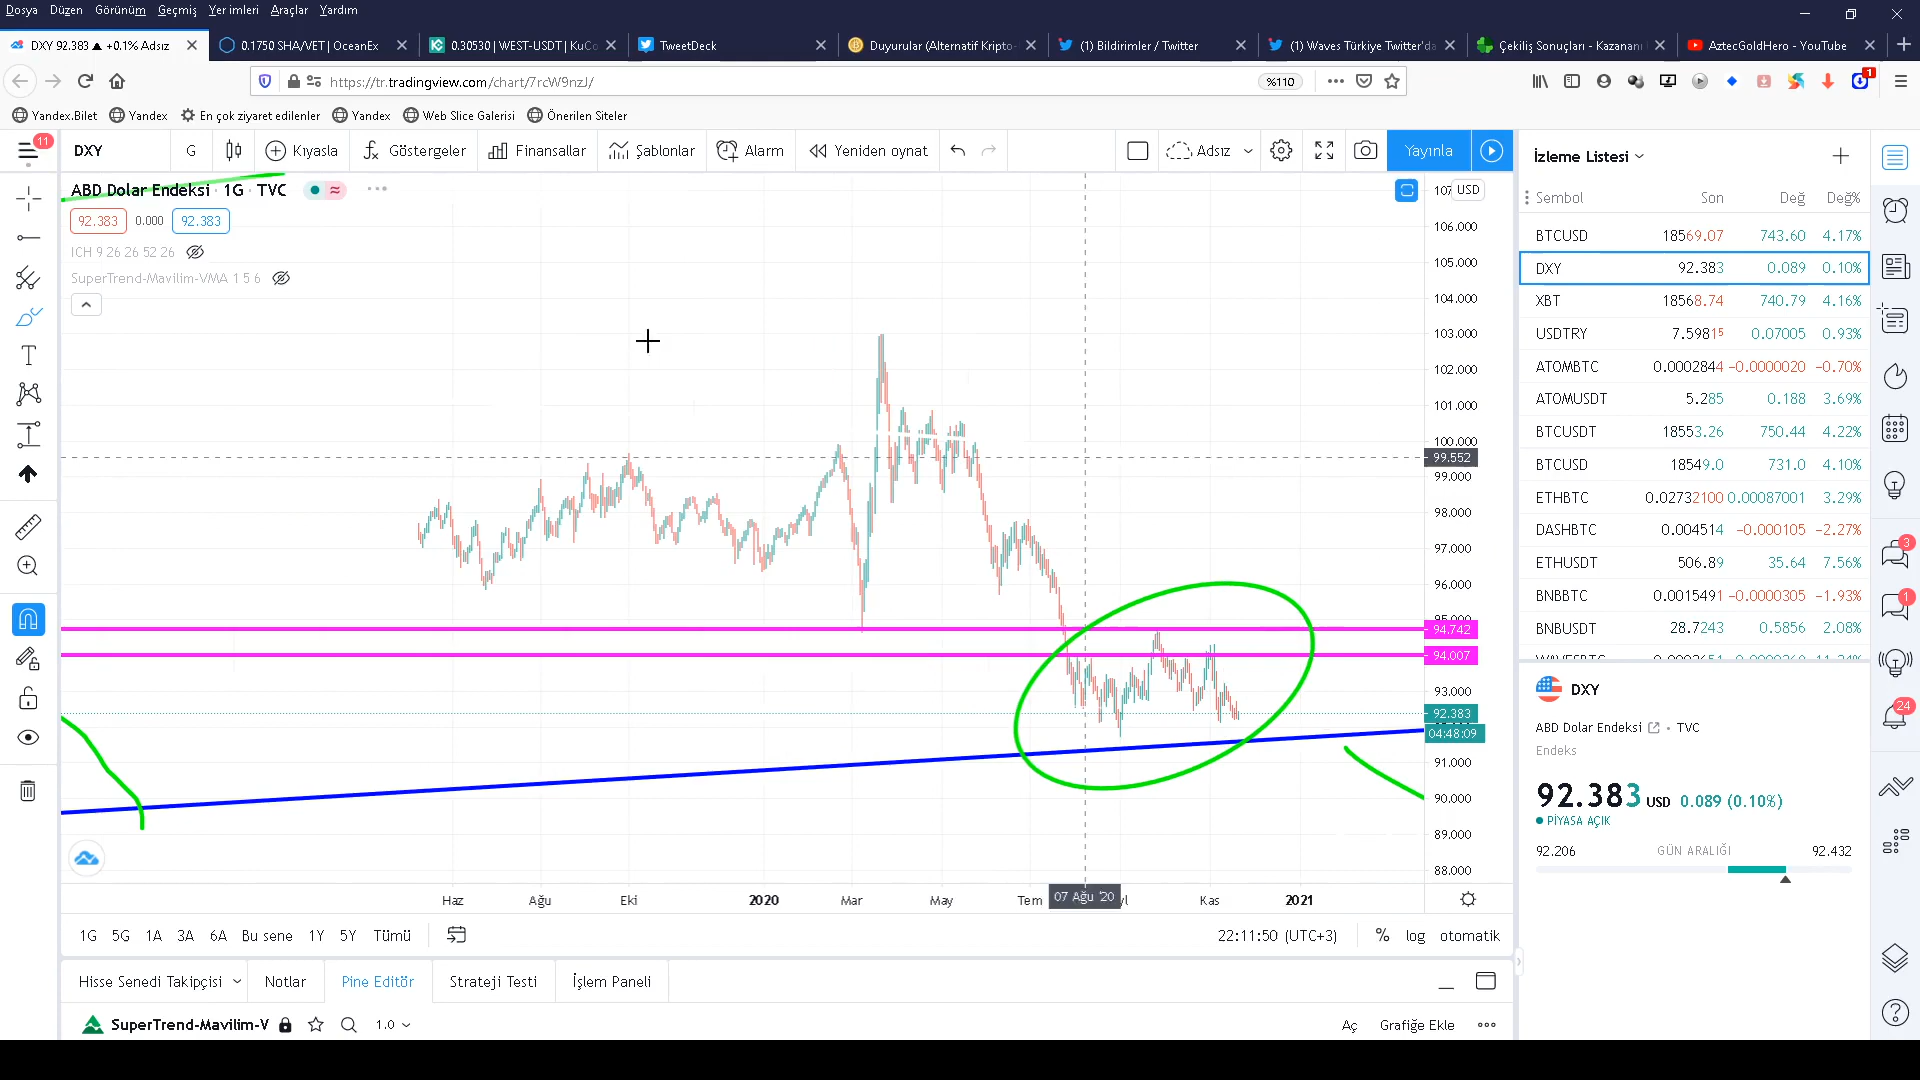 Dosya Düzen Görünüm Geçmiş Yer imleri Araçlar Yardım
DXY 92.383 ▲ +0.1% Adsız
0.1750 SHA/VET | OceanEx
0.30530 | WEST-USDT | KuCo
TweetDeck
Duyurular (Alternatif Kripto-
(1) Bildirimler / Twitter
(1) Waves Türkiye Twitter'da
Çekiliş Sonuçları - Kazanan
AztecGoldHero - YouTube
https://tr.tradingview.com/chart/7rcW9nzJ/
%110
1
Yandex.Bilet Yandex En çok ziyaret edilenler Yandex Web Slice Galerisi Önerilen Siteler
11
DXY G Kıyasla Göstergeler Finansallar Şablonlar Alarm Yeniden oynat Adsız Yayınla
ABD Dolar Endeksi · 1G · TVC
92.383 0.000 92.383
ICH 9 26 26 52 26
SuperTrend-Mavilim-VMA 1 5 6
107 USD
106.000
105.000
104.000
103.000
102.000
101.000
100.000
99.552
99.000
98.000
97.000
96.000
95.000
94.742
94.007
93.000
92.383
04:48:09
91.000
90.000
89.000
88.000
Haz Ağu Eki 2020 Mar May Tem 07 Ağu '20 yl Kas 2021
1G 5G 1A 3A 6A Bu sene 1Y 5Y Tümü
22:11:50 (UTC+3) % log otomatik
Hisse Senedi Takipçisi Notlar Pine Editör Strateji Testi İşlem Paneli
SuperTrend-Mavilim-V 1.0
Aç Grafiğe Ekle
İzleme Listesi
Sembol Son Değ Değ%
BTCUSD 18569.07 743.60 4.17%
DXY 92.383 0.089 0.10%
XBT 18568.74 740.79 4.16%
USDTRY 7.59815 0.07005 0.93%
ATOMBTC 0.0002844 −0.0000020 −0.70%
ATOMUSDT 5.285 0.188 3.69%
BTCUSDT 18553.26 750.44 4.22%
BTCUSD 18549.0 731.0 4.10%
ETHBTC 0.02732100 0.00087001 3.29%
DASHBTC 0.004514 −0.000105 −2.27%
ETHUSDT 506.89 35.64 7.56%
BNBBTC 0.0015491 −0.0000305 −1.93%
BNBUSDT 28.7243 0.5856 2.08%
DXY
ABD Dolar Endeksi · TVC
Endeks
92.383 USD 0.089 (0.10%)
PİYASA AÇIK
92.206 GÜN ARALIĞI 92.432
3
1
24